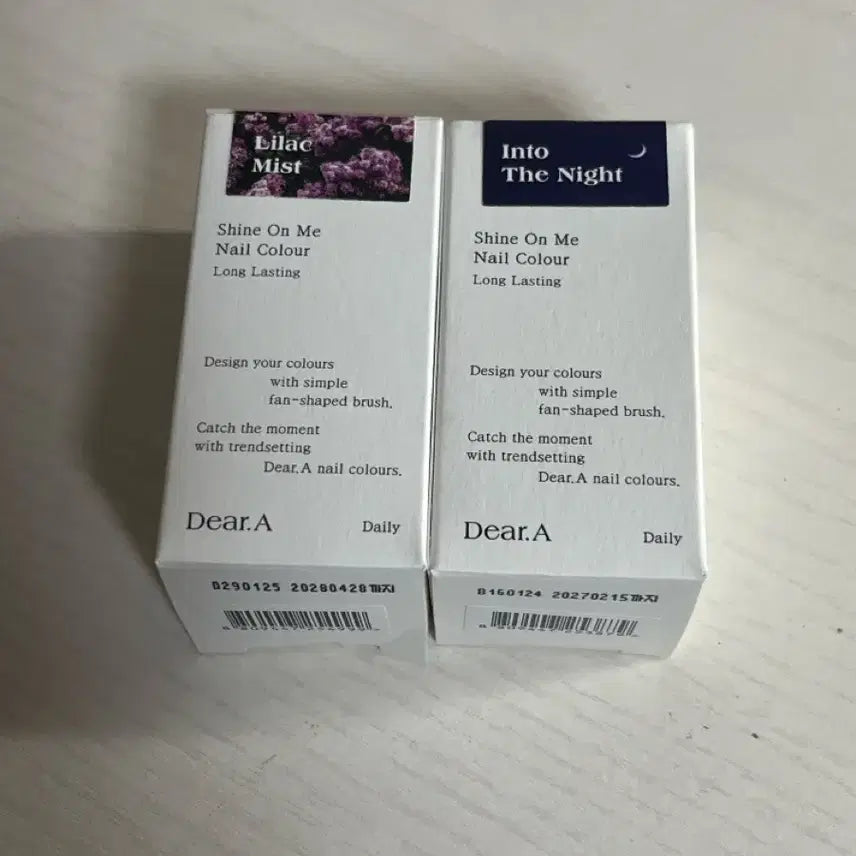 Lilac
Mist
Shine On Me
Nail Colour
Long Lasting
Design your colours
with simple
fan-shaped brush.
Catch the moment
with trendsetting
Dear.A nail colours.
Dear.A
Daily
B290125 20280428까지
Into
The Night
Shine On Me
Nail Colour
Long Lasting
Design your colours
with simple
fan-shaped brush.
Catch the moment
with trendsetting
Dear.A nail colours.
Dear.A
Daily
B160124 20270215까지